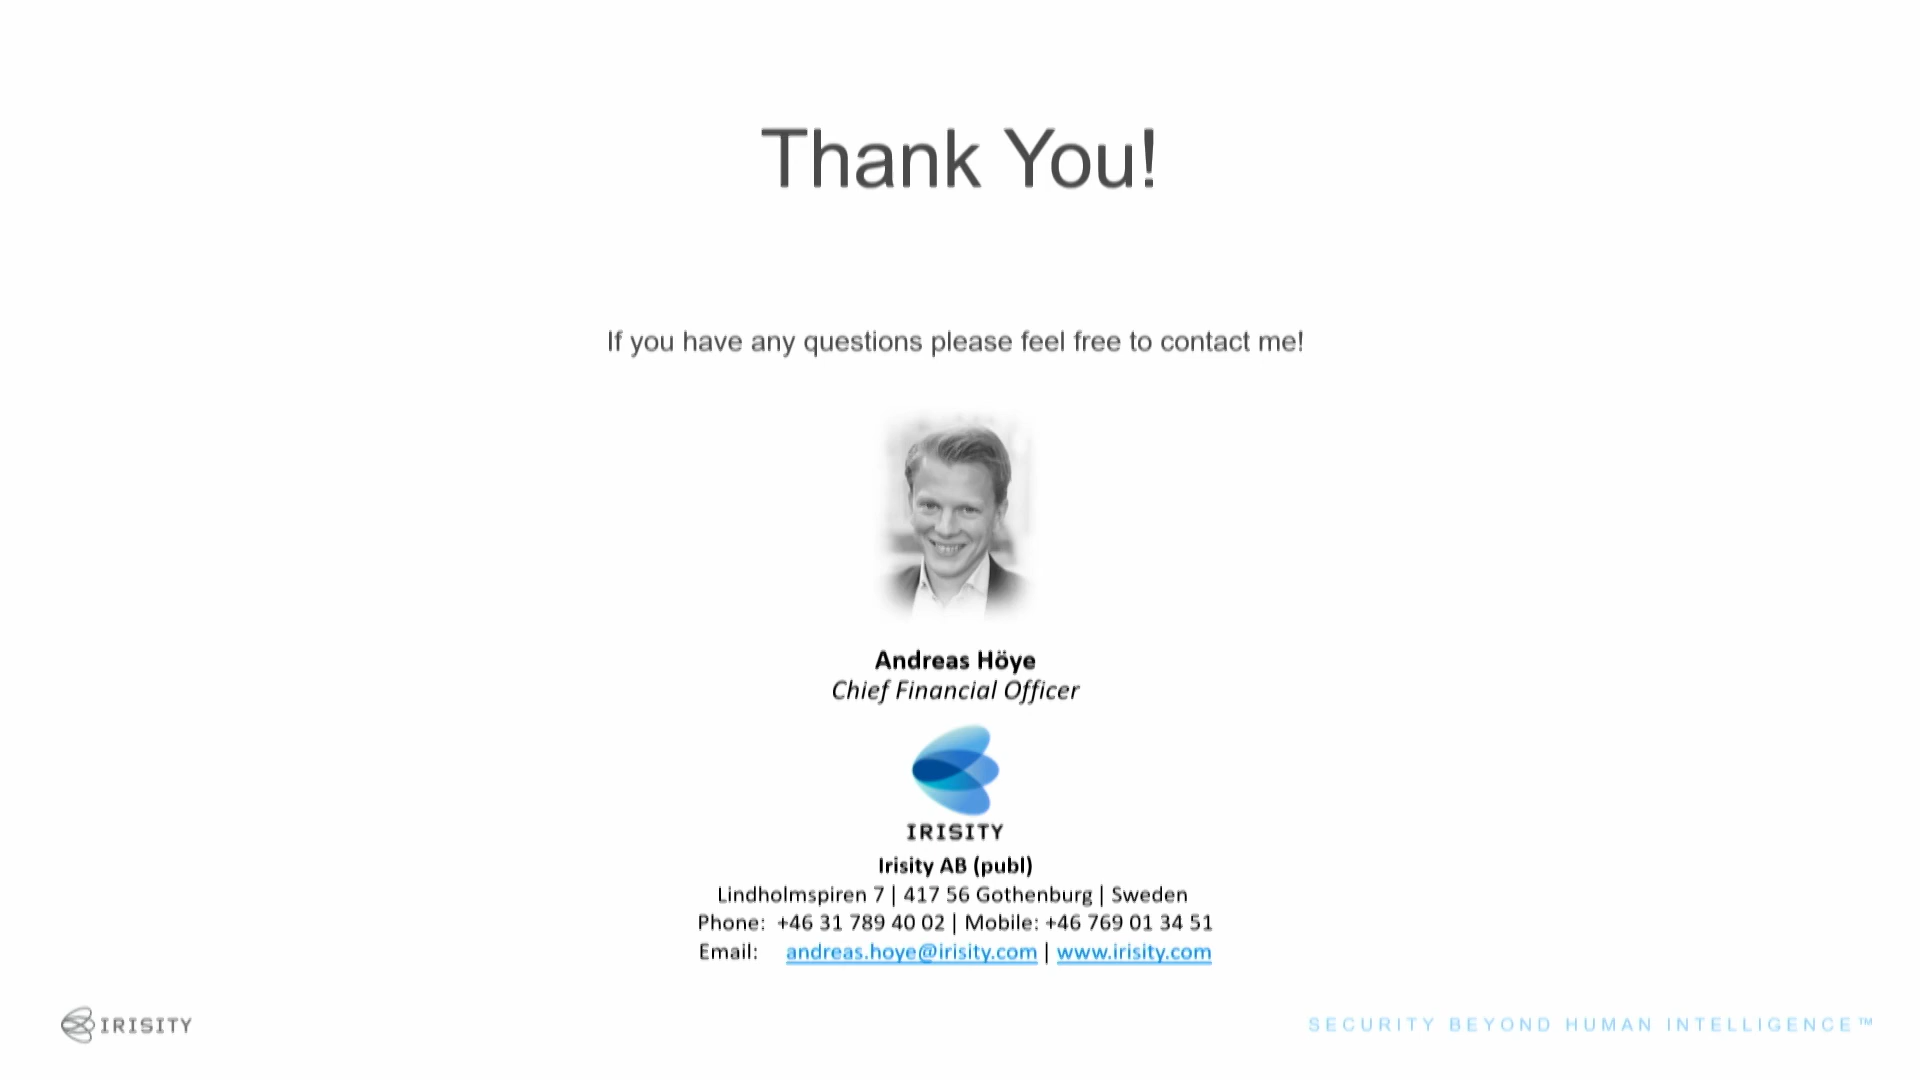 Thank You!
If you have any questions please feel free to contact me!
Andreas Höye
Chief Financial Officer
IRISITY
Irisity AB (publ)
Lindholmspiren 7 | 417 56 Gothenburg | Sweden
Phone: +46 31 789 40 02 | Mobile: +46 769 01 34 51
Email: andreas.hoye@irisity.com | www.irisity.com
IRISITY
SECURITY BEYOND HUMAN INTELLIGENCE™